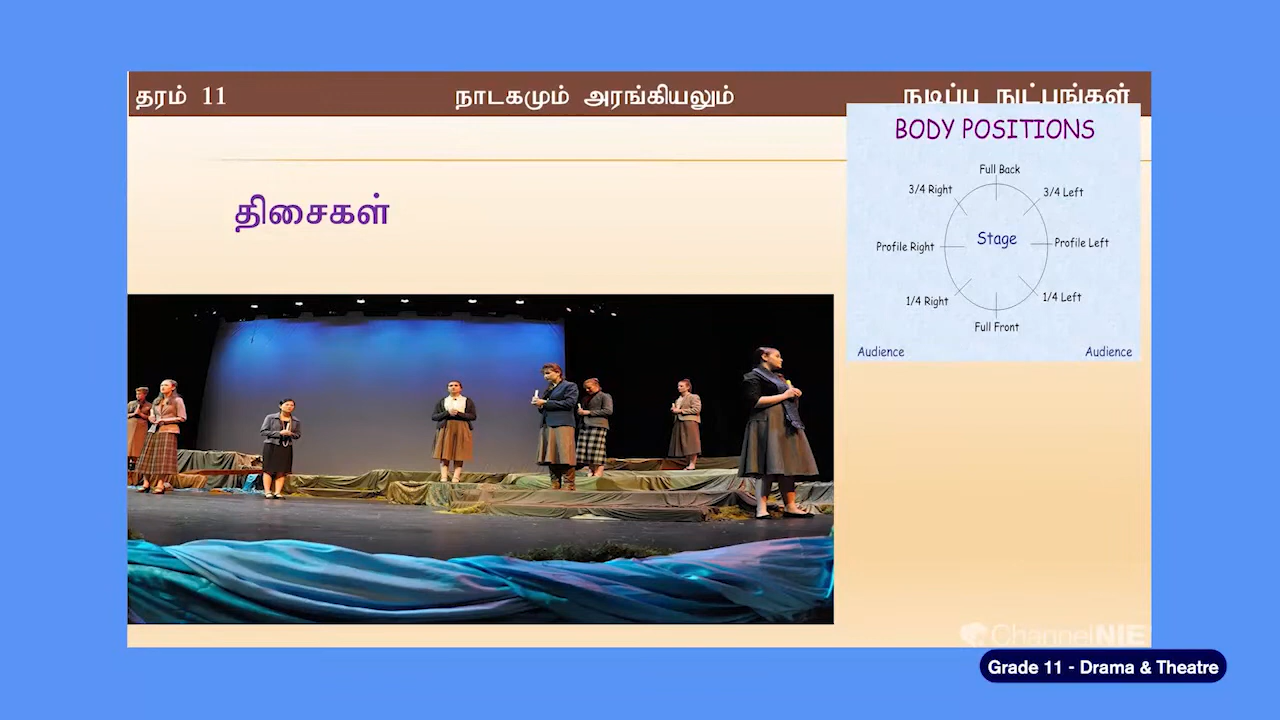 தரம் 11 நாடகமும் அரங்கியலும் நடிப்பு நுட்பங்கள்
BODY POSITIONS
Full Back
3/4 Right 3/4 Left
திசைகள்
Stage
Profile Right Profile Left
1/4 Right 1/4 Left
Full Front
Audience Audience
ChannelNIE
Grade 11 - Drama & Theatre